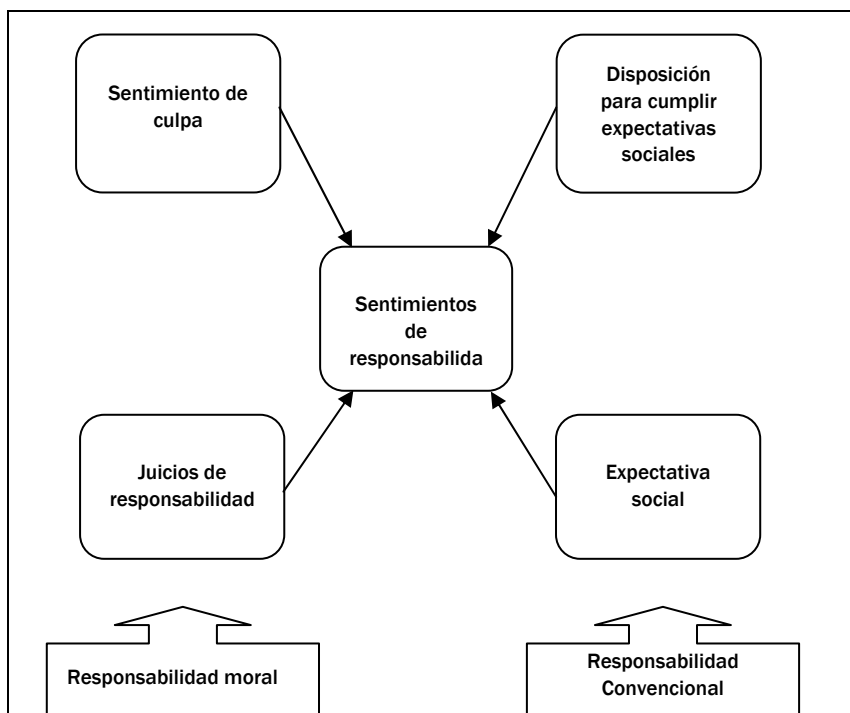 Sentimiento de
culpa
Disposición
para cumplir
expectativas
sociales
Sentimientos
de
responsabilida
Juicios de
responsabilidad
Expectativa
social
Responsabilidad moral
Responsabilidad
Convencional